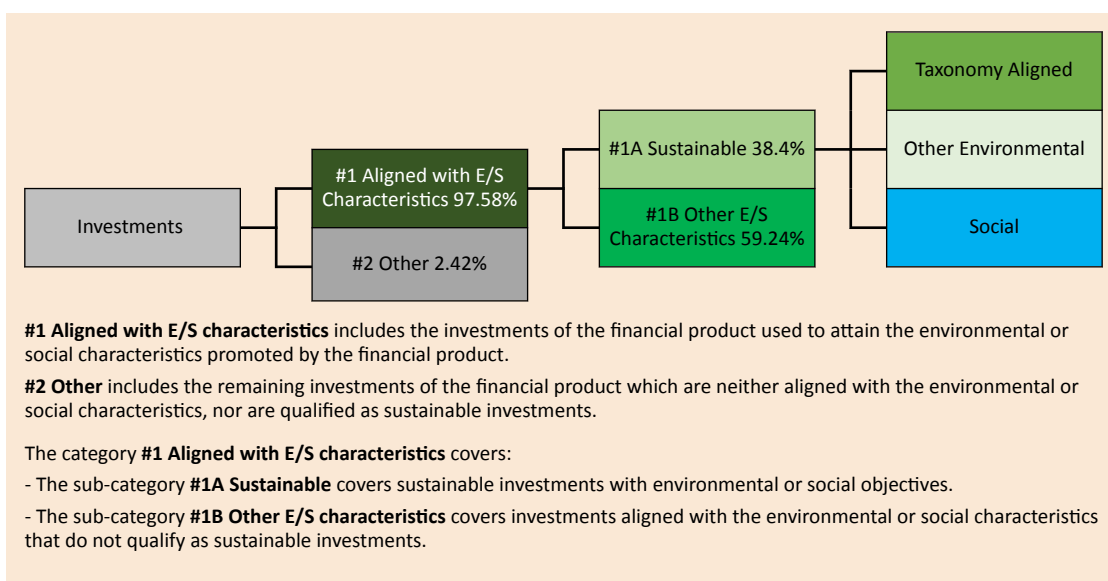 Taxonomy Aligned
#1A Sustainable 38.4%
Other Environmental
#1 Aligned with E/S
Characteristics 97.58%
Investments
#1B Other E/S
Characteristics 59.24%
Social
#2 Other 2.42%
#1 Aligned with E/S characteristics includes the investments of the financial product used to attain the environmental or
social characteristics promoted by the financial product.
#2 Other includes the remaining investments of the financial product which are neither aligned with the environmental or
social characteristics, nor are qualified as sustainable investments.
The category #1 Aligned with E/S characteristics covers:
- The sub-category #1A Sustainable covers sustainable investments with environmental or social objectives.
- The sub-category #1B Other E/S characteristics covers investments aligned with the environmental or social characteristics
that do not qualify as sustainable investments.